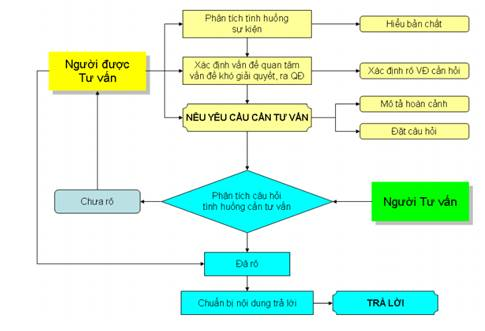 Phân tích tình huống
sự kiện
Hiểu bản chất
Người được
Tư vấn
Xác định vấn đề quan tâm
vấn đề khó giải quyết, ra QĐ
Xác định rõ VĐ cần hỏi
NÊU YÊU CẦU CẦN TƯ VẤN
Mô tả hoàn cảnh
Đặt câu hỏi
Phân tích câu hỏi
tình huống cần tư vấn
Chưa rõ
Người Tư vấn
Đã rõ
Chuẩn bị nội dung trả lời
TRẢ LỜI